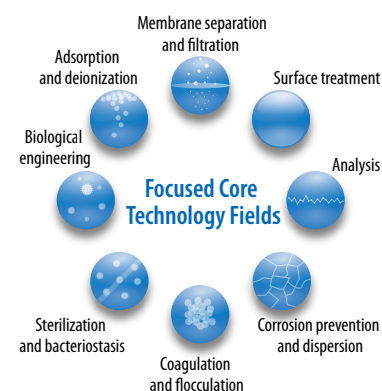 Membrane separation
and filtration
Surface treatment
Analysis
Corrosion prevention
and dispersion
Coagulation
and flocculation
Sterilization
and bacteriostasis
Biological
engineering
Adsorption
and deionization
Focused Core
Technology Fields